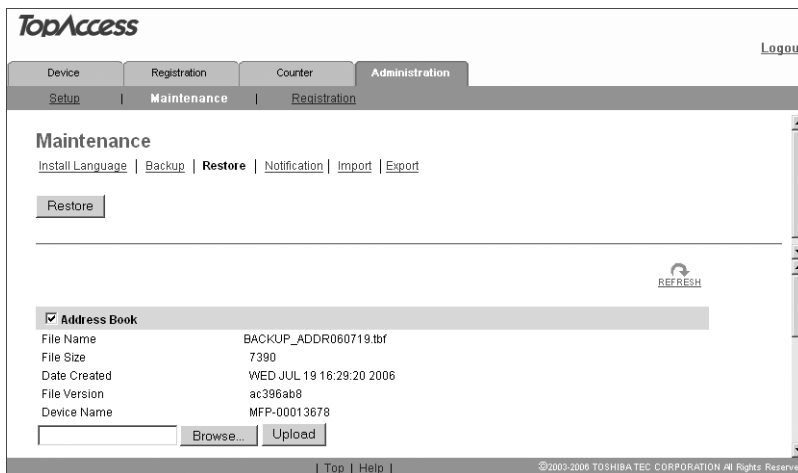 TopAccess
Logou
Device Registration Counter Administration
Setup | Maintenance | Registration
Maintenance
Install Language | Backup | Restore | Notification | Import | Export
Restore
REFRESH
Address Book
File Name BACKUP_ADDR060719.tbf
File Size 7390
Date Created WED JUL 19 16:29:20 2006
File Version ac396ab8
Device Name MFP-00013678
Browse... Upload
| Top | Help | ©2003-2006 TOSHIBA TEC CORPORATION All Rights Reserve